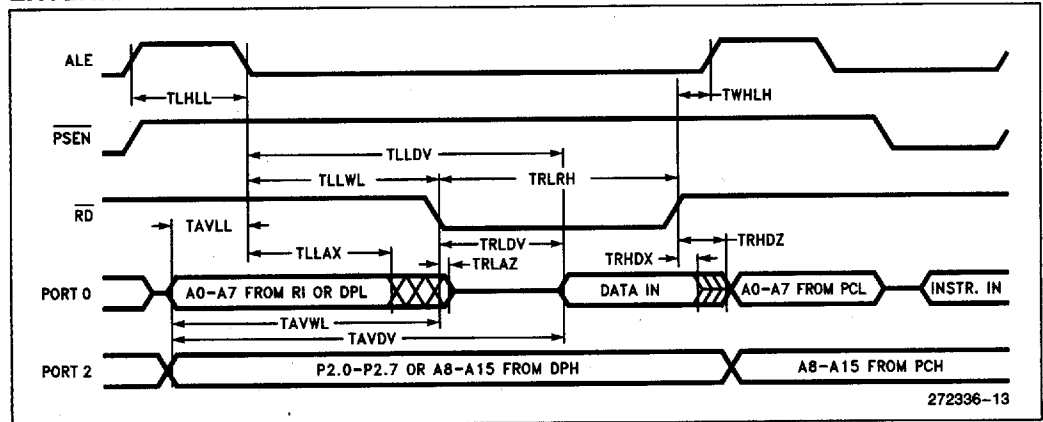 ALE
TLHLL
TWHLH
PSEN
TLLDV
TLLWL
TRLRH
RD
TAVLL
TLLAX
TRLDV
TRLAZ
TRHDX
TRHDZ
PORT 0
A0–A7 FROM RI OR DPL
DATA IN
A0–A7 FROM PCL
INSTR. IN
TAVWL
TAVDV
PORT 2
P2.0–P2.7 OR A8–A15 FROM DPH
A8–A15 FROM PCH
272336–13